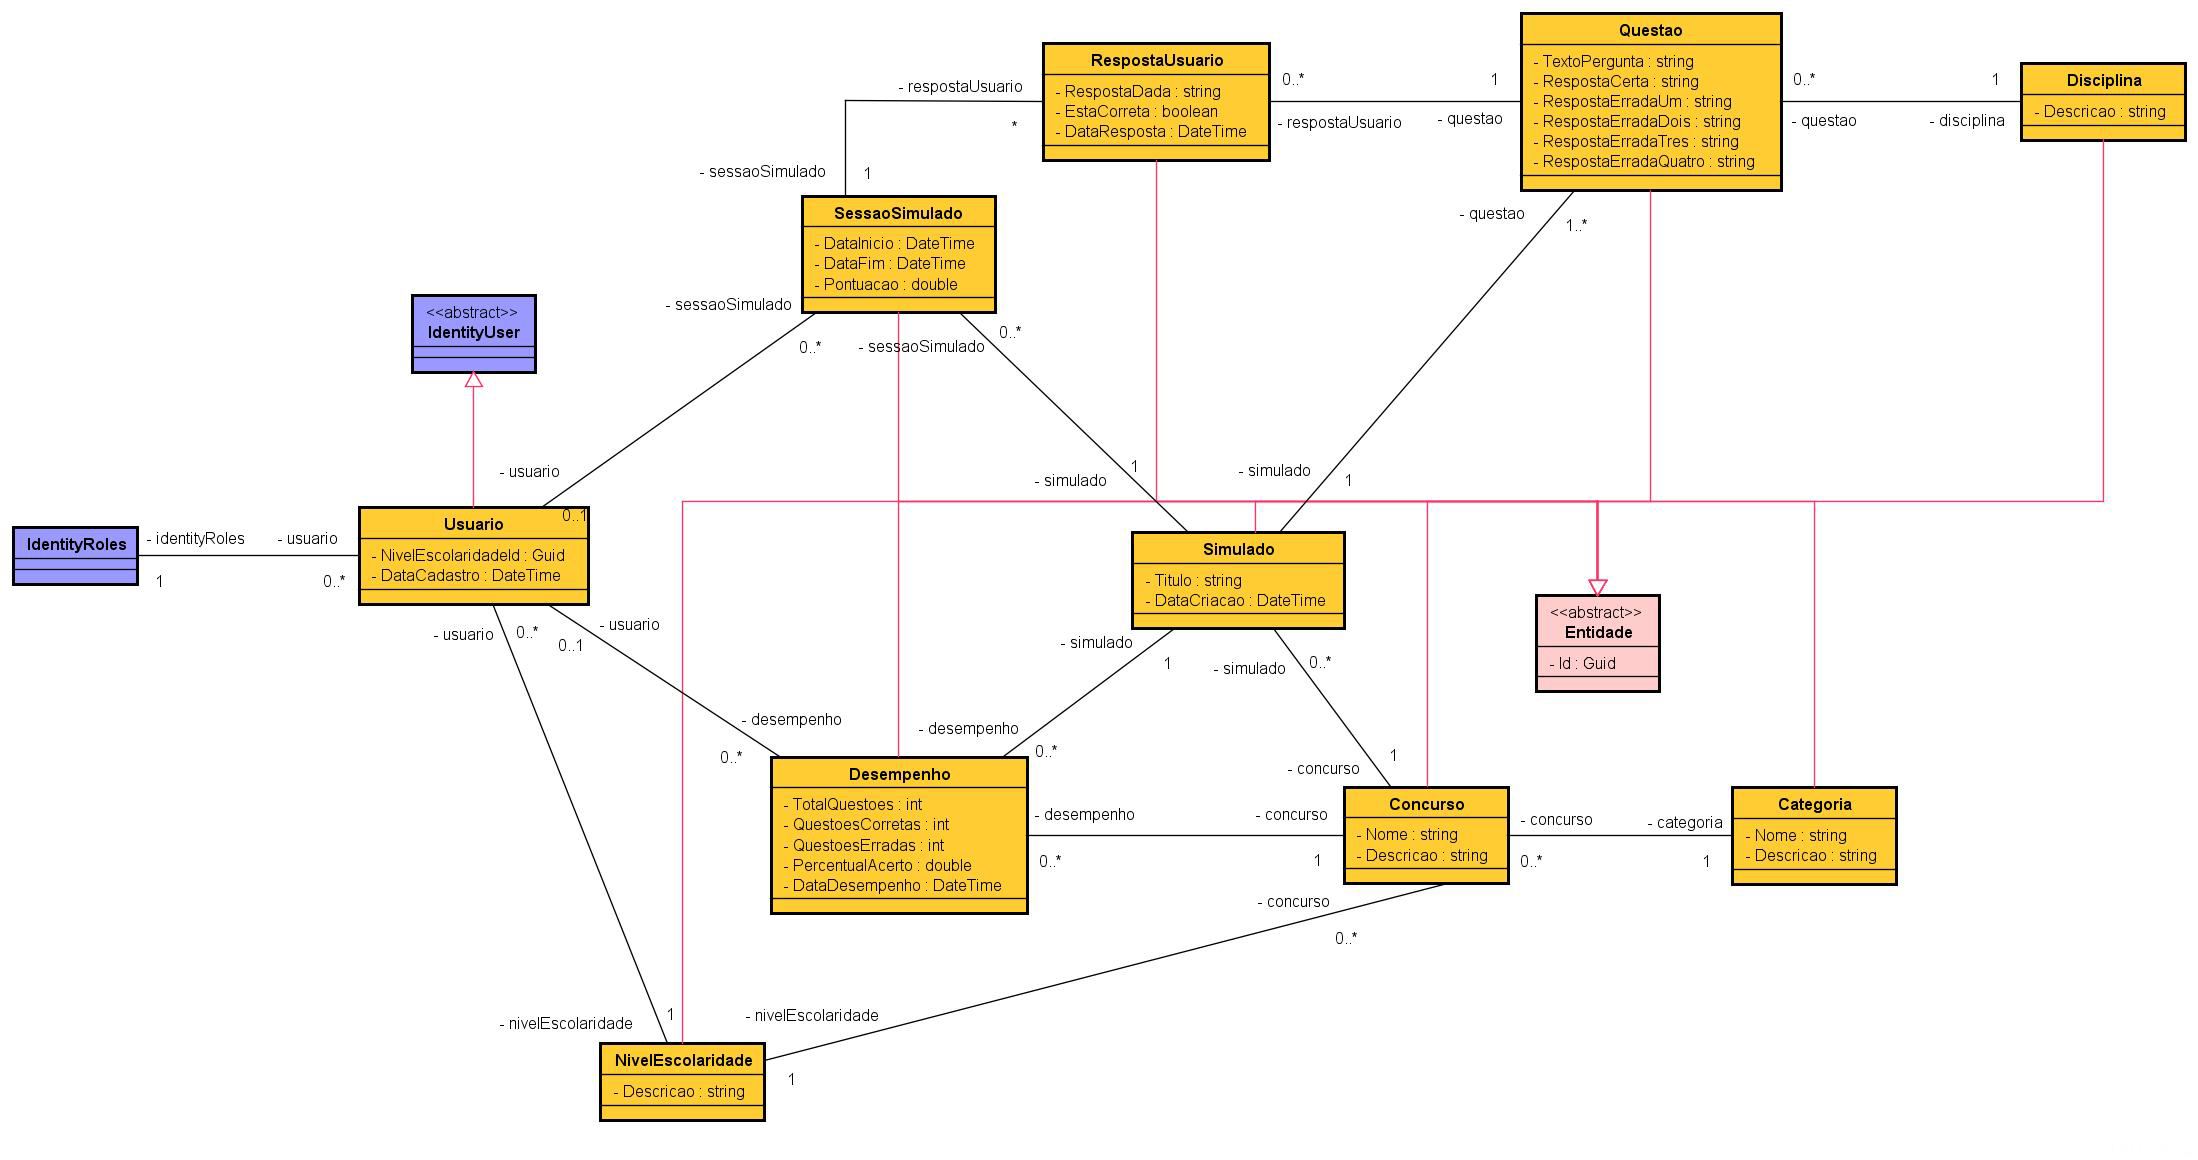 Questao
- TextoPergunta : string
- RespostaCerta : string
- RespostaErradaUm : string
- RespostaErradaDois : string
- RespostaErradaTres : string
- RespostaErradaQuatro : string
RespostaUsuario
- RespostaDada : string
- EstaCorreta : boolean
- DataResposta : DateTime
Disciplina
- Descricao : string
- respostaUsuario
*
0..*
- respostaUsuario
1
- questao
0..*
- questao
1
- disciplina
- sessaoSimulado
1
SessaoSimulado
- DataInicio : DateTime
- DataFim : DateTime
- Pontuacao : double
- questao
1..*
- sessaoSimulado
0..*
- sessaoSimulado
0..*
<<abstract>>
IdentityUser
- usuario
0..1
- simulado
1
- simulado
1
IdentityRoles
- identityRoles
1
- usuario
0..*
Usuario
- NivelEscolaridadeId : Guid
- DataCadastro : DateTime
Simulado
- Titulo : string
- DataCriacao : DateTime
<<abstract>>
Entidade
- Id : Guid
- usuario
0..*
- usuario
0..1
- simulado
1
- simulado
0..*
- desempenho
0..*
- desempenho
0..*
- concurso
1
Desempenho
- TotalQuestoes : int
- QuestoesCorretas : int
- QuestoesErradas : int
- PercentualAcerto : double
- DataDesempenho : DateTime
- desempenho
0..*
- concurso
1
Concurso
- Nome : string
- Descricao : string
- concurso
0..*
- categoria
1
Categoria
- Nome : string
- Descricao : string
- concurso
0..*
- nivelEscolaridade
1
- nivelEscolaridade
1
NivelEscolaridade
- Descricao : string